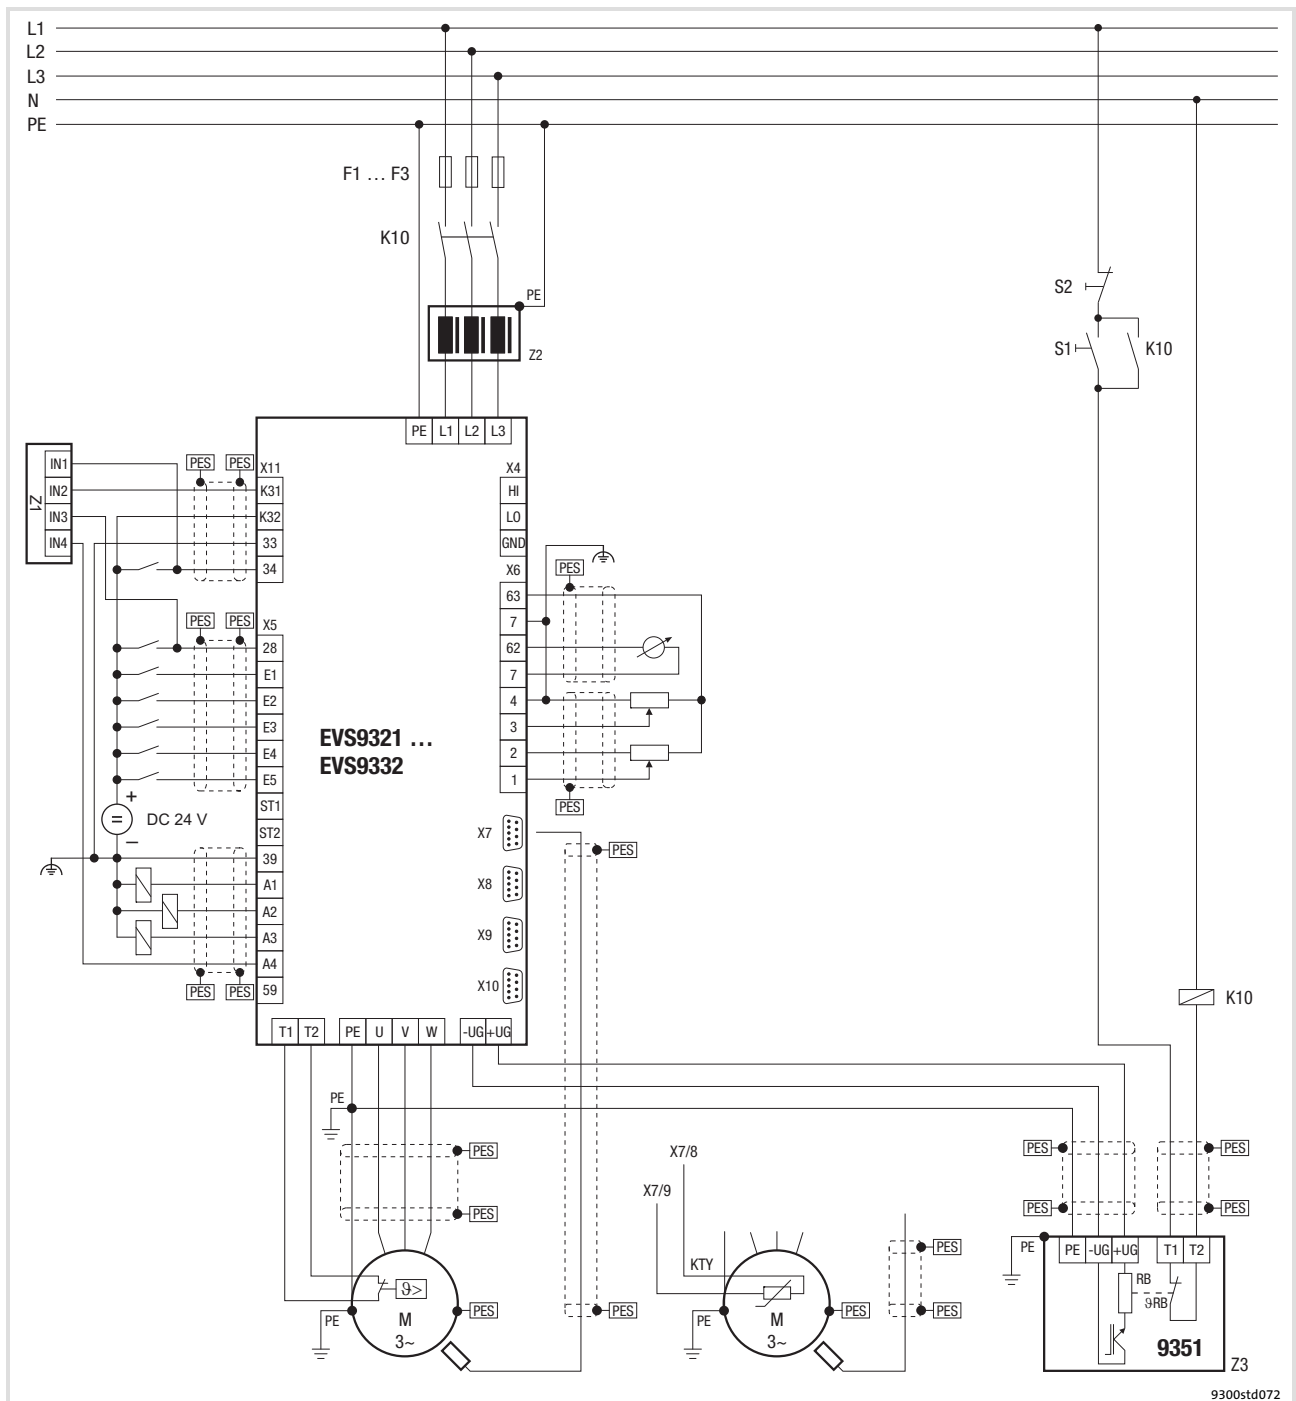 L1
L2
L3
N
PE
F1 … F3
K10
PE
Z2
S2
S1
K10
PE L1 L2 L3
Z1
IN1
IN2
IN3
IN4
PES PES
X11
K31
K32
33
34
PES PES
X5
28
E1
E2
E3
E4
E5
ST1
ST2
39
A1
A2
A3
A4
59
PES PES
+
=
DC 24 V
–
EVS9321 …
EVS9332
X4
HI
LO
GND
X6
63
7
62
7
4
3
2
1
PES
PES
X7
X8
X9
X10
PES
K10
T1 T2 PE U V W -UG +UG
PE
PES
PES
ϑ>
M
3~
PE
PES
PES
X7/8
X7/9
KTY
M
3~
PE
PES
PES
PES
PES
PES
PES
PES
PE
PE -UG +UG T1 T2
RB
ϑRB
9351
Z3
9300std072